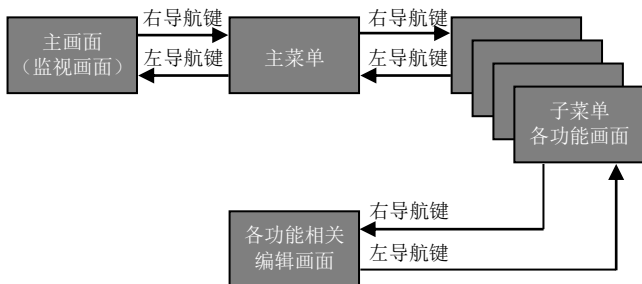 右导航键
右导航键
主画面
（监视画面）
主菜单
左导航键
左导航键
子菜单
各功能画面
右导航键
各功能相关
编辑画面
左导航键